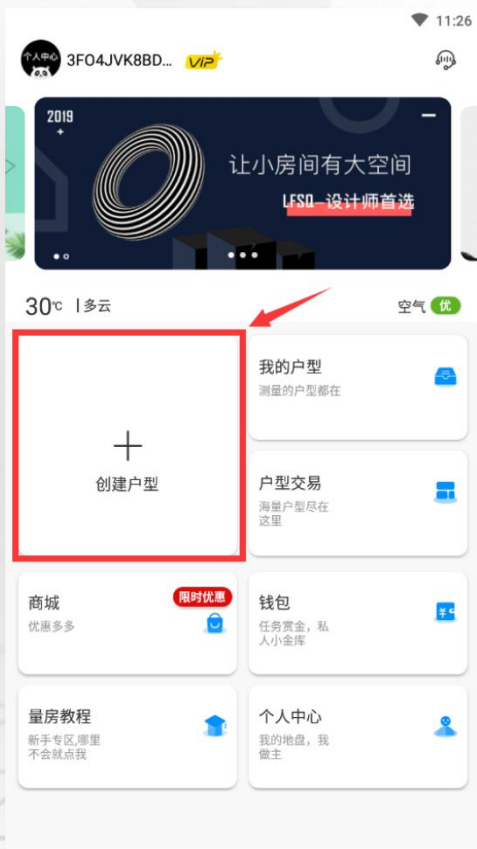 11:26
个人中心
3FO4JVK8BD... VIP
2019
让小房间有大空间
LFSQ—设计师首选
30℃ | 多云
空气 优
创建户型
我的户型
测量的户型都在
户型交易
海量户型尽在
这里
商城
限时优惠
优惠多多
钱包
任务赏金，私
人小金库
量房教程
新手专区,哪里
不会就点我
个人中心
我的地盘，我
做主